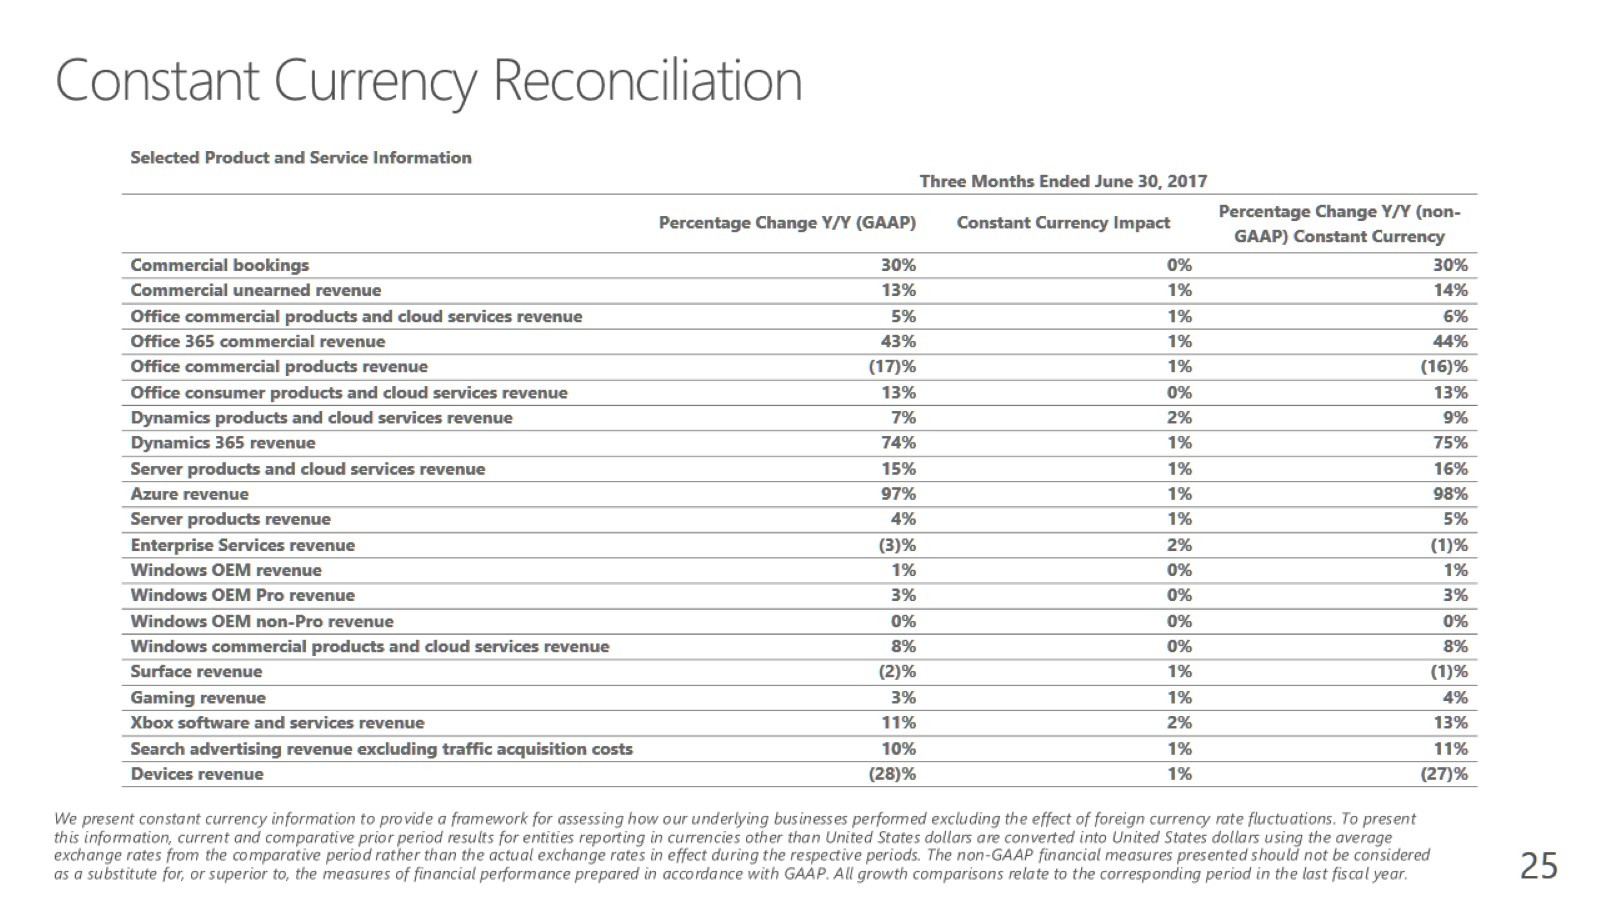 Constant Currency Reconciliation
Selected Product and Service Information
Three Months Ended June 30, 2017
Percentage Change Y/Y (GAAP) Constant Currency Impact Percentage Change Y/Y (non-
GAAP) Constant Currency
Commercial bookings 30% 0% 30%
Commercial unearned revenue 13% 1% 14%
Office commercial products and cloud services revenue 5% 1% 6%
Office 365 commercial revenue 43% 1% 44%
Office commercial products revenue (17)% 1% (16)%
Office consumer products and cloud services revenue 13% 0% 13%
Dynamics products and cloud services revenue 7% 2% 9%
Dynamics 365 revenue 74% 1% 75%
Server products and cloud services revenue 15% 1% 16%
Azure revenue 97% 1% 98%
Server products revenue 4% 1% 5%
Enterprise Services revenue (3)% 2% (1)%
Windows OEM revenue 1% 0% 1%
Windows OEM Pro revenue 3% 0% 3%
Windows OEM non-Pro revenue 0% 0% 0%
Windows commercial products and cloud services revenue 8% 0% 8%
Surface revenue (2)% 1% (1)%
Gaming revenue 3% 1% 4%
Xbox software and services revenue 11% 2% 13%
Search advertising revenue excluding traffic acquisition costs 10% 1% 11%
Devices revenue (28)% 1% (27)%
We present constant currency information to provide a framework for assessing how our underlying businesses performed excluding the effect of foreign currency rate fluctuations. To present
this information, current and comparative prior period results for entities reporting in currencies other than United States dollars are converted into United States dollars using the average
exchange rates from the comparative period rather than the actual exchange rates in effect during the respective periods. The non-GAAP financial measures presented should not be considered
as a substitute for, or superior to, the measures of financial performance prepared in accordance with GAAP. All growth comparisons relate to the corresponding period in the last fiscal year.
25